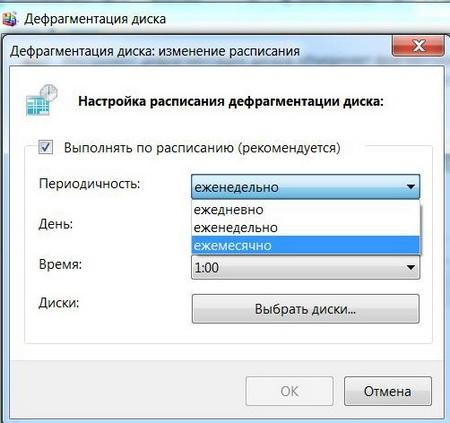 Дефрагментация диска
Дефрагментация диска: изменение расписания
Настройка расписания дефрагментации диска:
Выполнять по расписанию (рекомендуется)
Периодичность:
еженедельно
ежедневно
еженедельно
ежемесячно
День:
Время:
1:00
Диски:
Выбрать диски...
ОК
Отмена